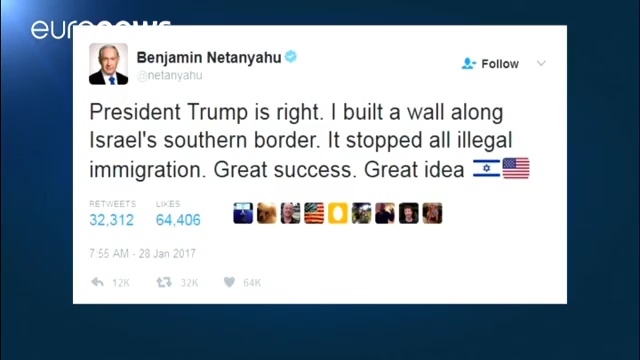 euronews
Benjamin Netanyahu
@netanyahu
Follow
President Trump is right. I built a wall along
Israel's southern border. It stopped all illegal
immigration. Great success. Great idea 🇮🇱🇺🇸
RETWEETS LIKES
32,312 64,406
7:55 AM - 28 Jan 2017
12K 32K 64K